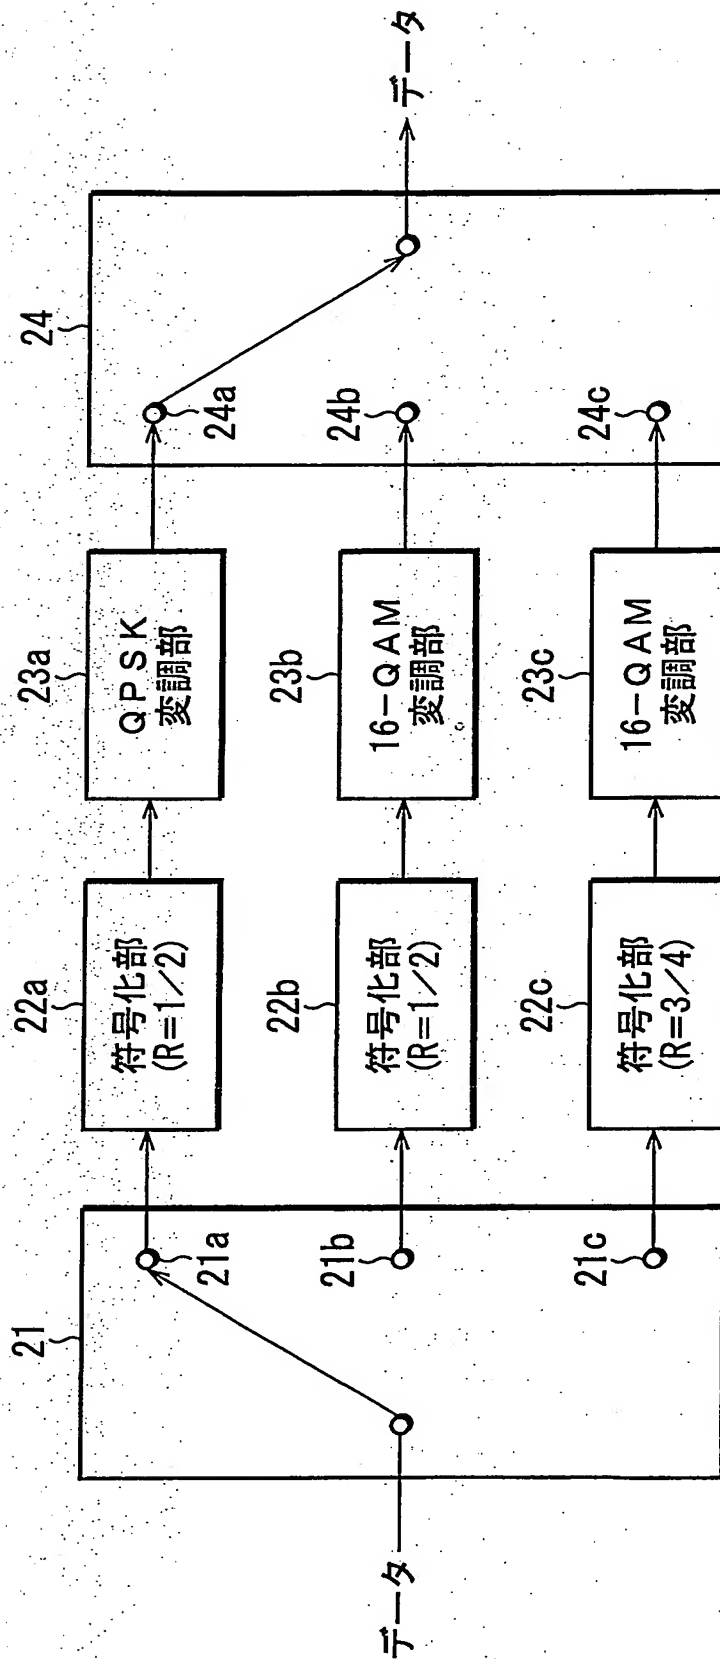 データ
21
21a
21b
21c
22a
符号化部
(R=1/2)
22b
符号化部
(R=1/2)
22c
符号化部
(R=3/4)
23a
QPSK
変調部
23b
16-QAM
変調部
23c
16-QAM
変調部
24
24a
24b
24c
データ